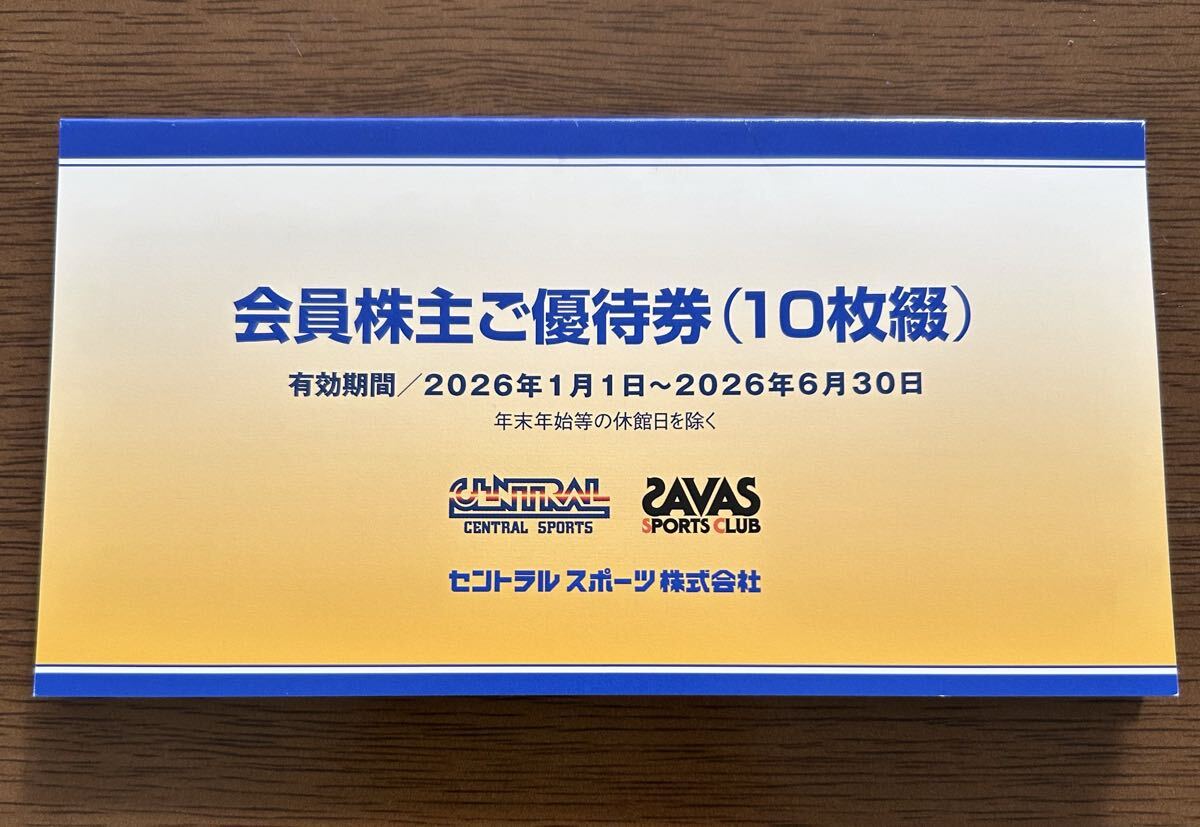 会員株主ご優待券(10枚綴)
有効期間／2026年1月1日～2026年6月30日
年末年始等の休館日を除く
CENTRAL
CENTRAL SPORTS
SAVAS
SPORTS CLUB
セントラルスポーツ株式会社